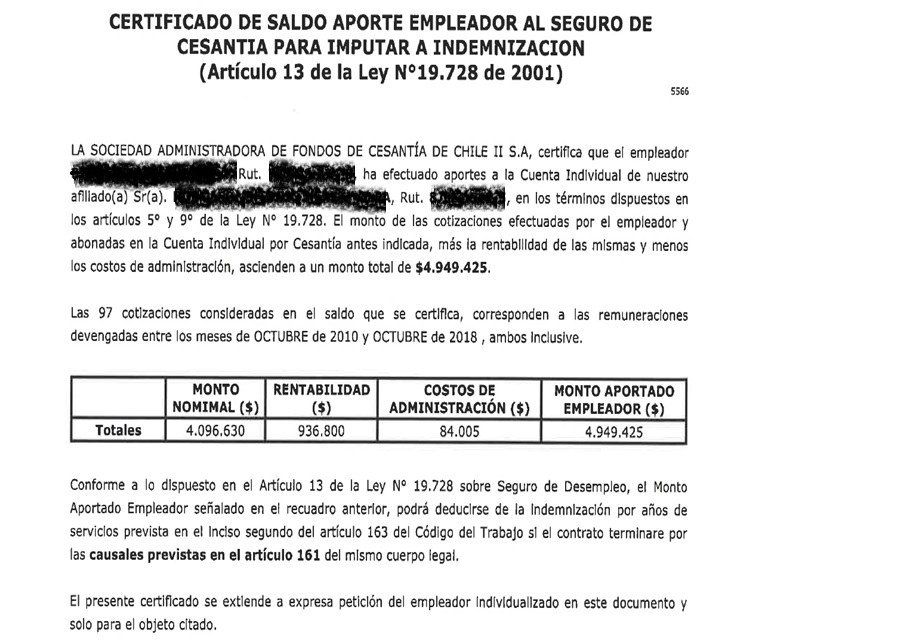 CERTIFICADO DE SALDO APORTE EMPLEADOR AL SEGURO DE
CESANTIA PARA IMPUTAR A INDEMNIZACION
(Artículo 13 de la Ley Nº19.728 de 2001)
5566
LA SOCIEDAD ADMINISTRADORA DE FONDOS DE CESANTÍA DE CHILE II S.A, certifica que el empleador
Rut. ha efectuado aportes a la Cuenta Individual de nuestro
afiliado(a) Sr(a). , Rut. , en los términos dispuestos en
los artículos 5º y 9º de la Ley Nº 19.728. El monto de las cotizaciones efectuadas por el empleador y
abonadas en la Cuenta Individual por Cesantía antes indicada, más la rentabilidad de las mismas y menos
los costos de administración, ascienden a un monto total de $4.949.425.
Las 97 cotizaciones consideradas en el saldo que se certifica, corresponden a las remuneraciones
devengadas entre los meses de OCTUBRE de 2010 y OCTUBRE de 2018 , ambos inclusive.
MONTO NOMIMAL ($) RENTABILIDAD ($) COSTOS DE ADMINISTRACIÓN ($) MONTO APORTADO EMPLEADOR ($)
Totales 4.096.630 936.800 84.005 4.949.425
Conforme a lo dispuesto en el Artículo 13 de la Ley Nº 19.728 sobre Seguro de Desempleo, el Monto
Aportado Empleador señalado en el recuadro anterior, podrá deducirse de la Indemnización por años de
servicios prevista en el inciso segundo del artículo 163 del Código del Trabajo si el contrato terminare por
las causales previstas en el artículo 161 del mismo cuerpo legal.
El presente certificado se extiende a expresa petición del empleador individualizado en este documento y
solo para el objeto citado.